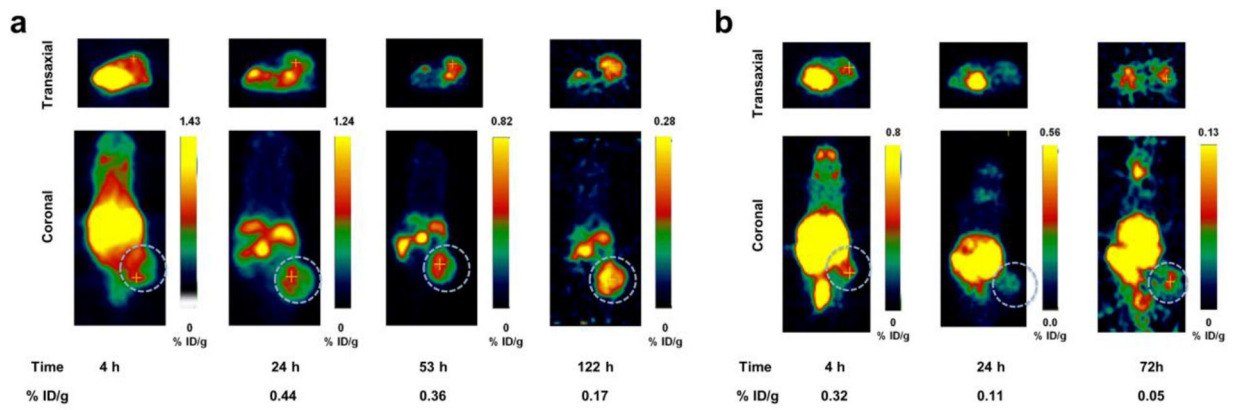 a
b
Transaxial
Transaxial
1.43
1.24
0.82
0.28
0.8
0.56
0.13
Coronal
Coronal
0
0
0
0
0
0.0
0
% ID/g
% ID/g
% ID/g
% ID/g
% ID/g
% ID/g
% ID/g
Time 4 h 24 h 53 h 122 h
Time 4 h 24 h 72h
% ID/g 0.44 0.36 0.17
% ID/g 0.32 0.11 0.05